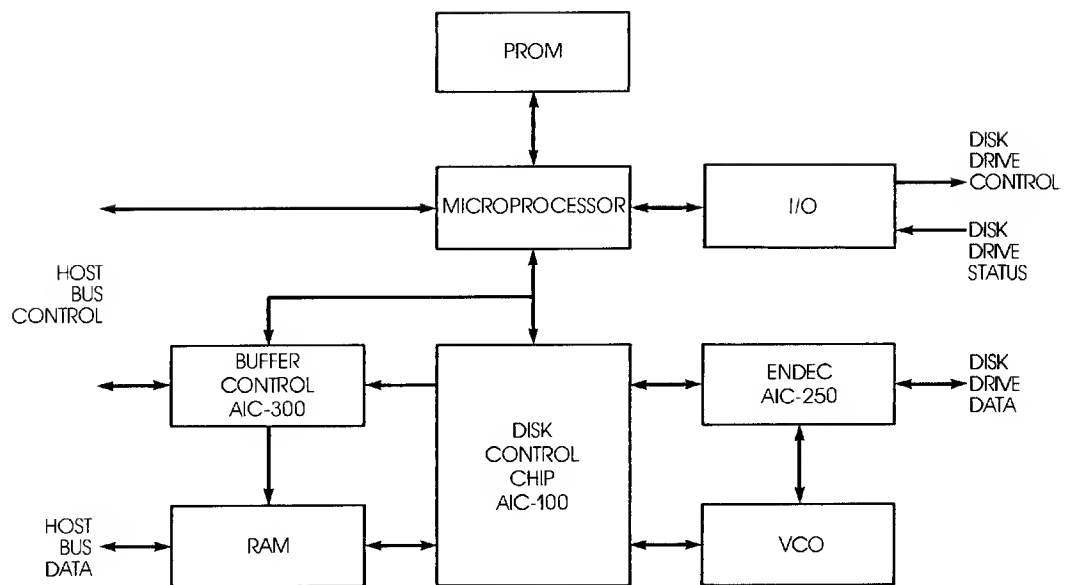 PROM
MICROPROCESSOR
I/O
DISK
DRIVE
CONTROL
DISK
DRIVE
STATUS
HOST
BUS
CONTROL
BUFFER
CONTROL
AIC-300
DISK
CONTROL
CHIP
AIC-100
ENDEC
AIC-250
DISK
DRIVE
DATA
HOST
BUS
DATA
RAM
VCO